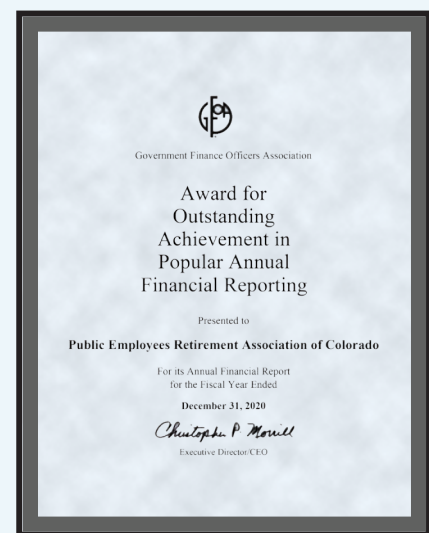 GFOA
Government Finance Officers Association
Award for
Outstanding
Achievement in
Popular Annual
Financial Reporting
Presented to
Public Employees Retirement Association of Colorado
For its Annual Financial Report
for the Fiscal Year Ended
December 31, 2020
Christopher P. Morrill
Executive Director/CEO